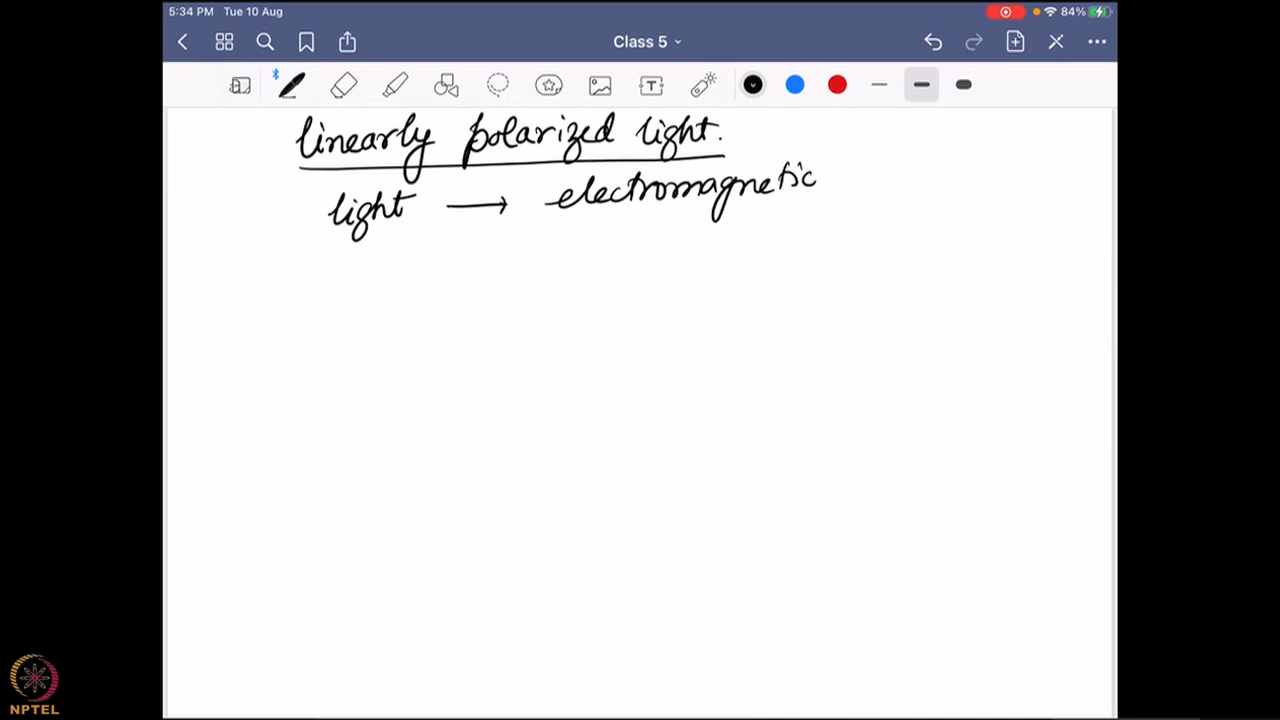 5:34 PM Tue 10 Aug 84%
Class 5
T
linearly polarized light.
light → electromagnetic
NPTEL